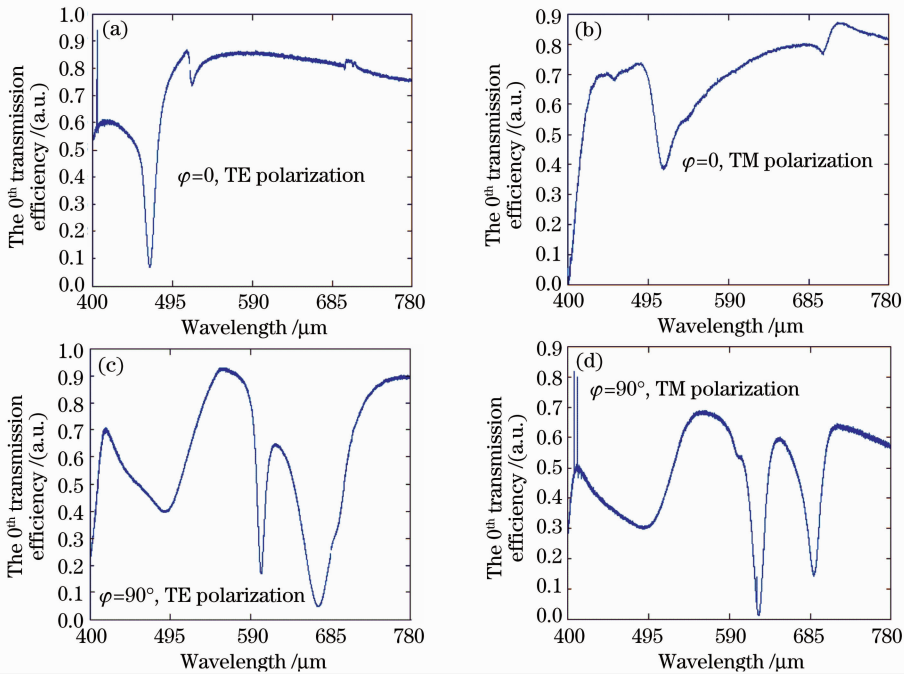 (a)
The 0th transmission
efficiency /(a.u.)
1.0
0.9
0.8
0.7
0.6
0.5
0.4
0.3
0.2
0.1
0.0
φ=0, TE polarization
400 495 590 685 780
Wavelength /μm
(b)
The 0th transmission
efficiency /(a.u.)
0.9
0.8
0.7
0.6
0.5
0.4
0.3
0.2
0.1
0.0
φ=0, TM polarization
400 495 590 685 780
Wavelength /μm
(c)
The 0th transmission
efficiency /(a.u.)
1.0
0.9
0.8
0.7
0.6
0.5
0.4
0.3
0.2
0.1
0.0
φ=90°, TE polarization
400 495 590 685 780
Wavelength /μm
(d)
The 0th transmission
efficiency /(a.u.)
0.9
0.8
0.7
0.6
0.5
0.4
0.3
0.2
0.1
0.0
φ=90°, TM polarization
400 495 590 685 780
Wavelength /μm